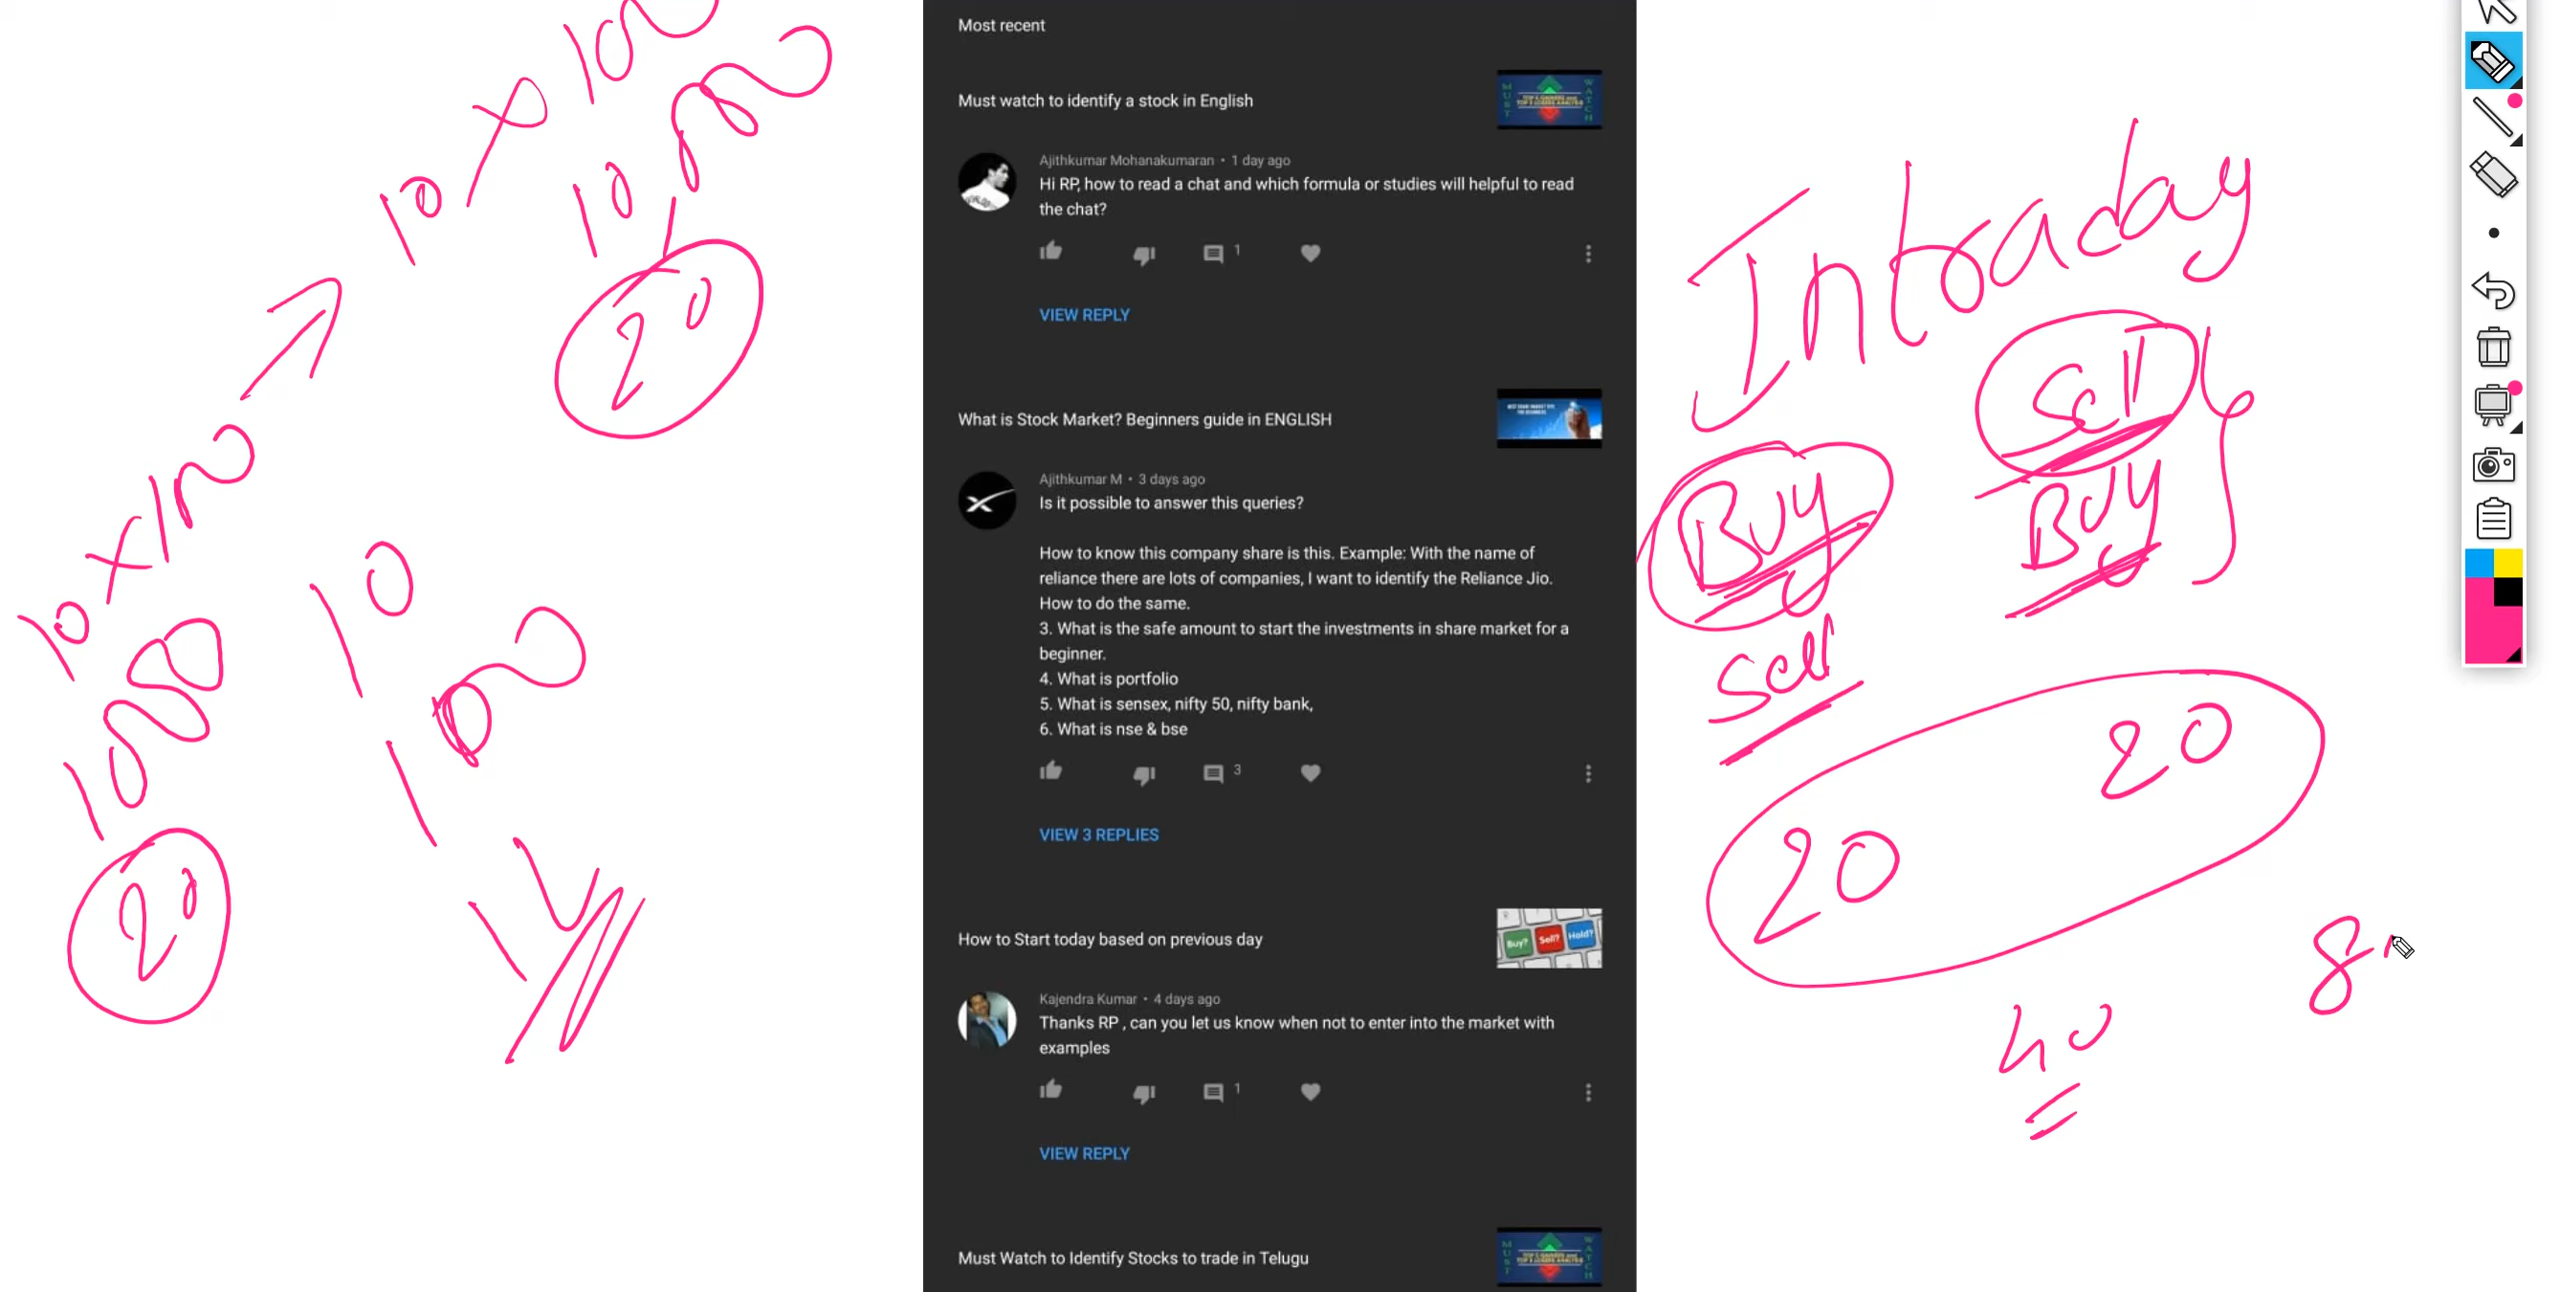 Most recent
Must watch to identify a stock in English
Ajithkumar Mohanakumaran • 1 day ago
Hi RP, how to read a chat and which formula or studies will helpful to read
the chat?
1
VIEW REPLY
What is Stock Market? Beginners guide in ENGLISH
Ajithkumar M • 3 days ago
Is it possible to answer this queries?
How to know this company share is this. Example: With the name of
reliance there are lots of companies, I want to identify the Reliance Jio.
How to do the same.
3. What is the safe amount to start the investments in share market for a
beginner.
4. What is portfolio
5. What is sensex, nifty 50, nifty bank,
6. What is nse & bse
3
VIEW 3 REPLIES
How to Start today based on previous day
Buy? Sell? Hold?
Kajendra Kumar • 4 days ago
Thanks RP , can you let us know when not to enter into the market with
examples
1
VIEW REPLY
Must Watch to Identify Stocks to trade in Telugu
10 x 100
20
10
20
Intraday
Sell
Buy
Buy
Sell
20
20
40
8